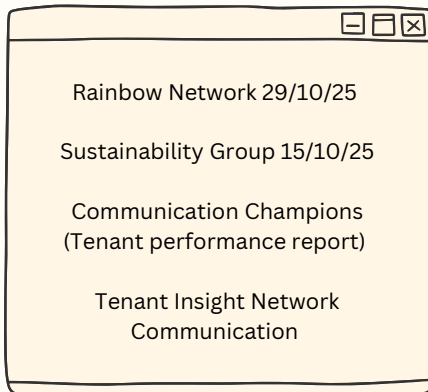 Rainbow Network 29/10/25
Sustainability Group 15/10/25
Communication Champions
(Tenant performance report)
Tenant Insight Network
Communication